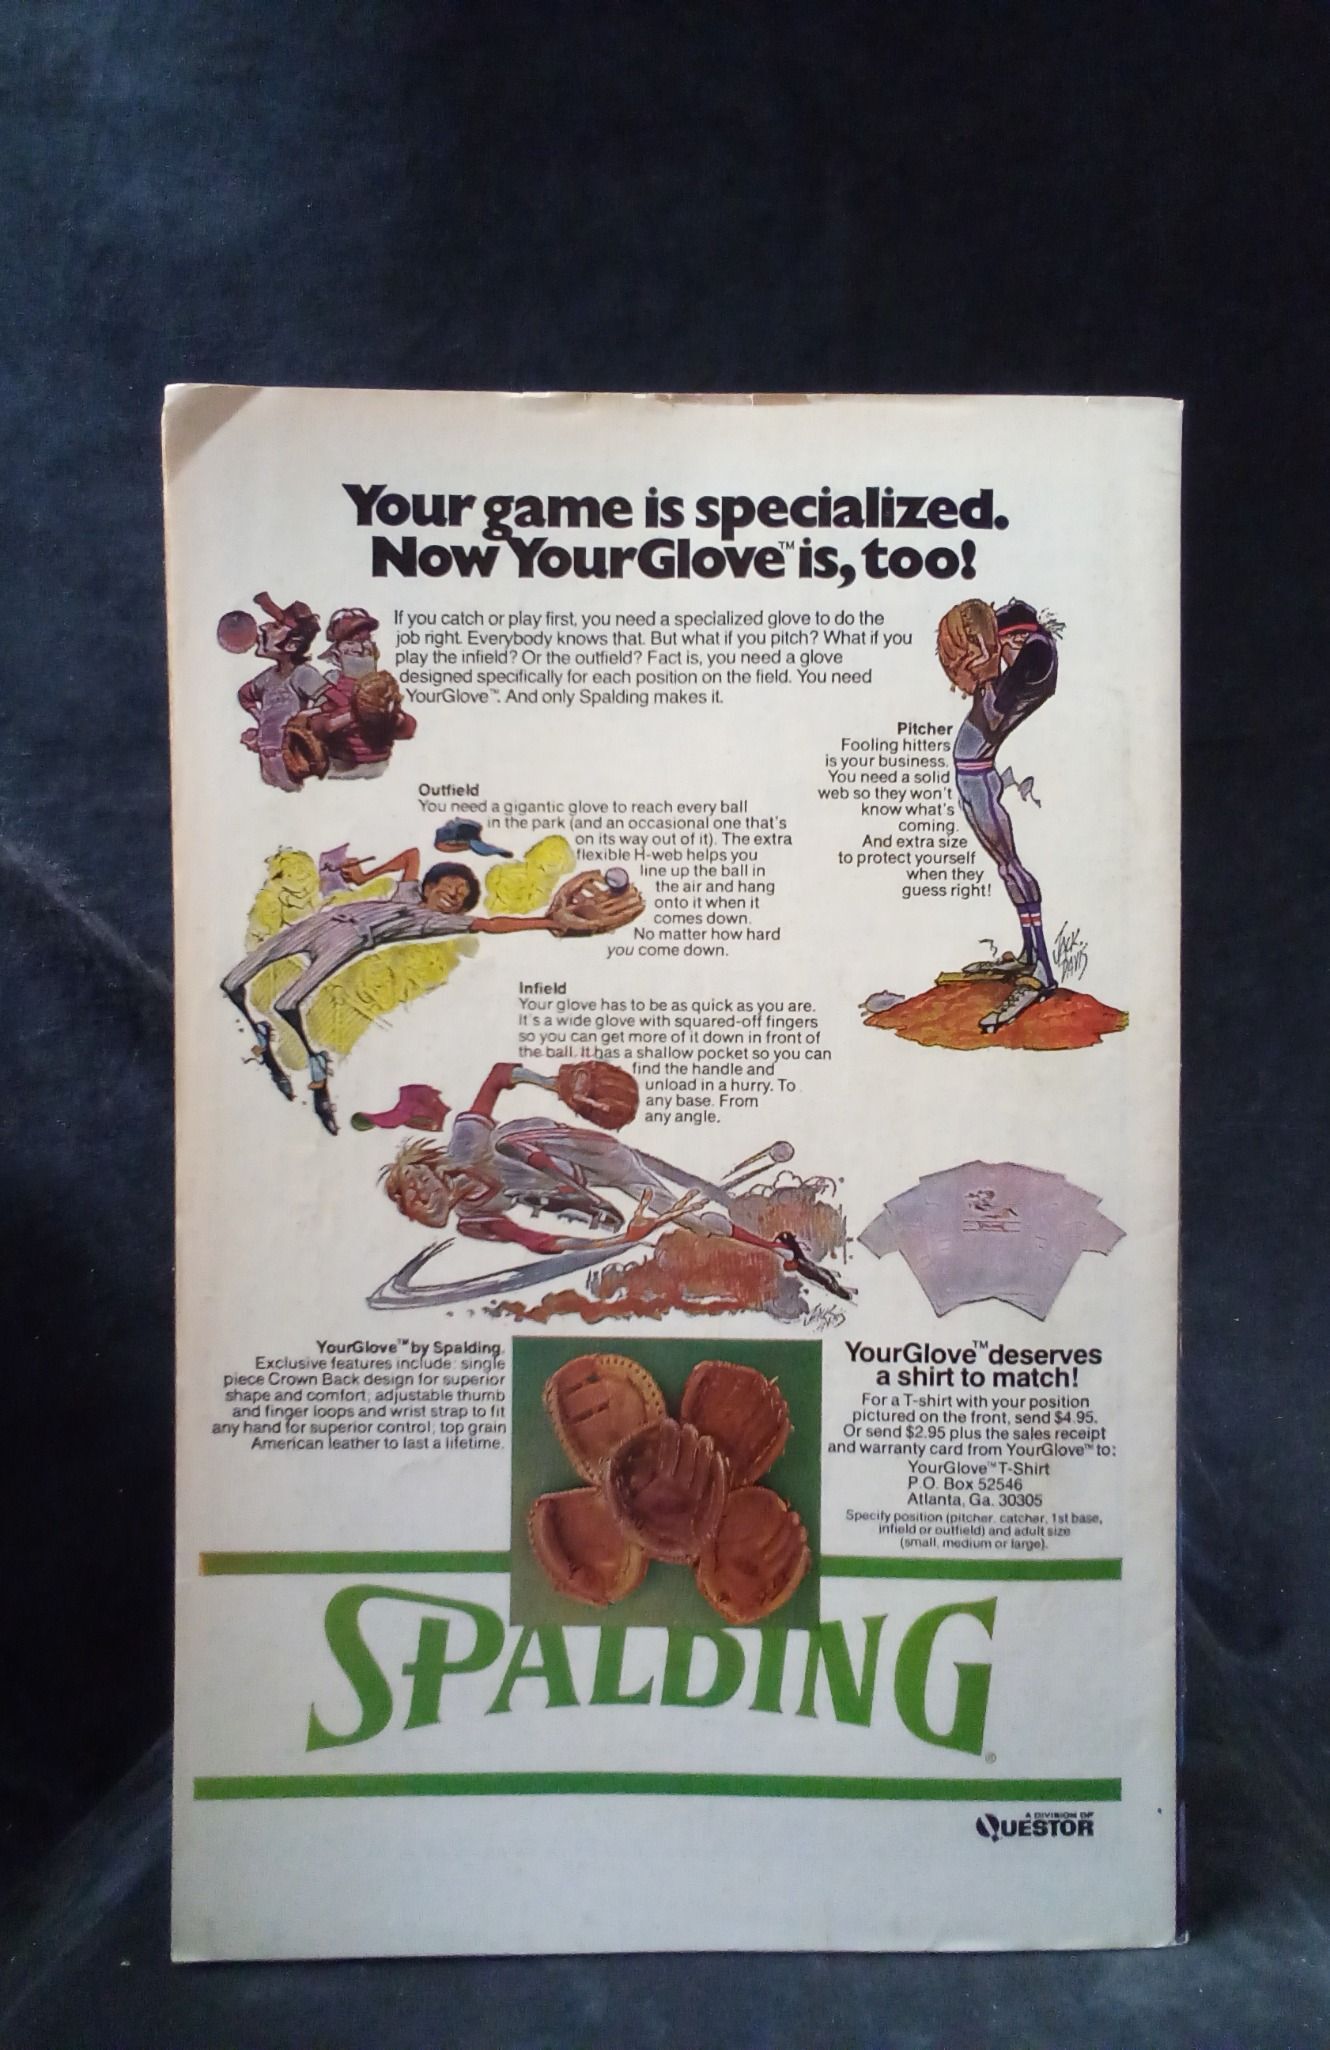 Your game is specialized.
Now YourGlove™ is, too!
If you catch or play first, you need a specialized glove to do the
job right. Everybody knows that. But what if you pitch? What if you
play the infield? Or the outfield? Fact is, you need a glove
designed specifically for each position on the field. You need
YourGlove™. And only Spalding makes it.
Pitcher
Fooling hitters
is your business.
You need a solid
web so they won't
know what's
coming.
And extra size
to protect yourself
when they
guess right!
Outfield
You need a gigantic glove to reach every ball
in the park (and an occasional one that's
on its way out of it). The extra
flexible H-web helps you
line up the ball in
the air and hang
onto it when it
comes down.
No matter how hard
you come down.
JACK DAVIS
Infield
Your glove has to be as quick as you are.
It's a wide glove with squared-off fingers
so you can get more of it down in front of
the ball. It has a shallow pocket so you can
find the handle and
unload in a hurry. To
any base. From
any angle.
JACK DAVIS
YourGlove™ by Spalding.
Exclusive features include: single
piece Crown Back design for superior
shape and comfort; adjustable thumb
and finger loops and wrist strap to fit
any hand for superior control; top grain
American leather to last a lifetime.
YourGlove™ deserves
a shirt to match!
For a T-shirt with your position
pictured on the front, send $4.95.
Or send $2.95 plus the sales receipt
and warranty card from YourGlove™ to:
YourGlove™ T-Shirt
P.O. Box 52546
Atlanta, Ga. 30305
Specify position (pitcher, catcher, 1st base,
infield or outfield) and adult size
(small, medium or large).
SPALDING®
A DIVISION OF
QUESTOR